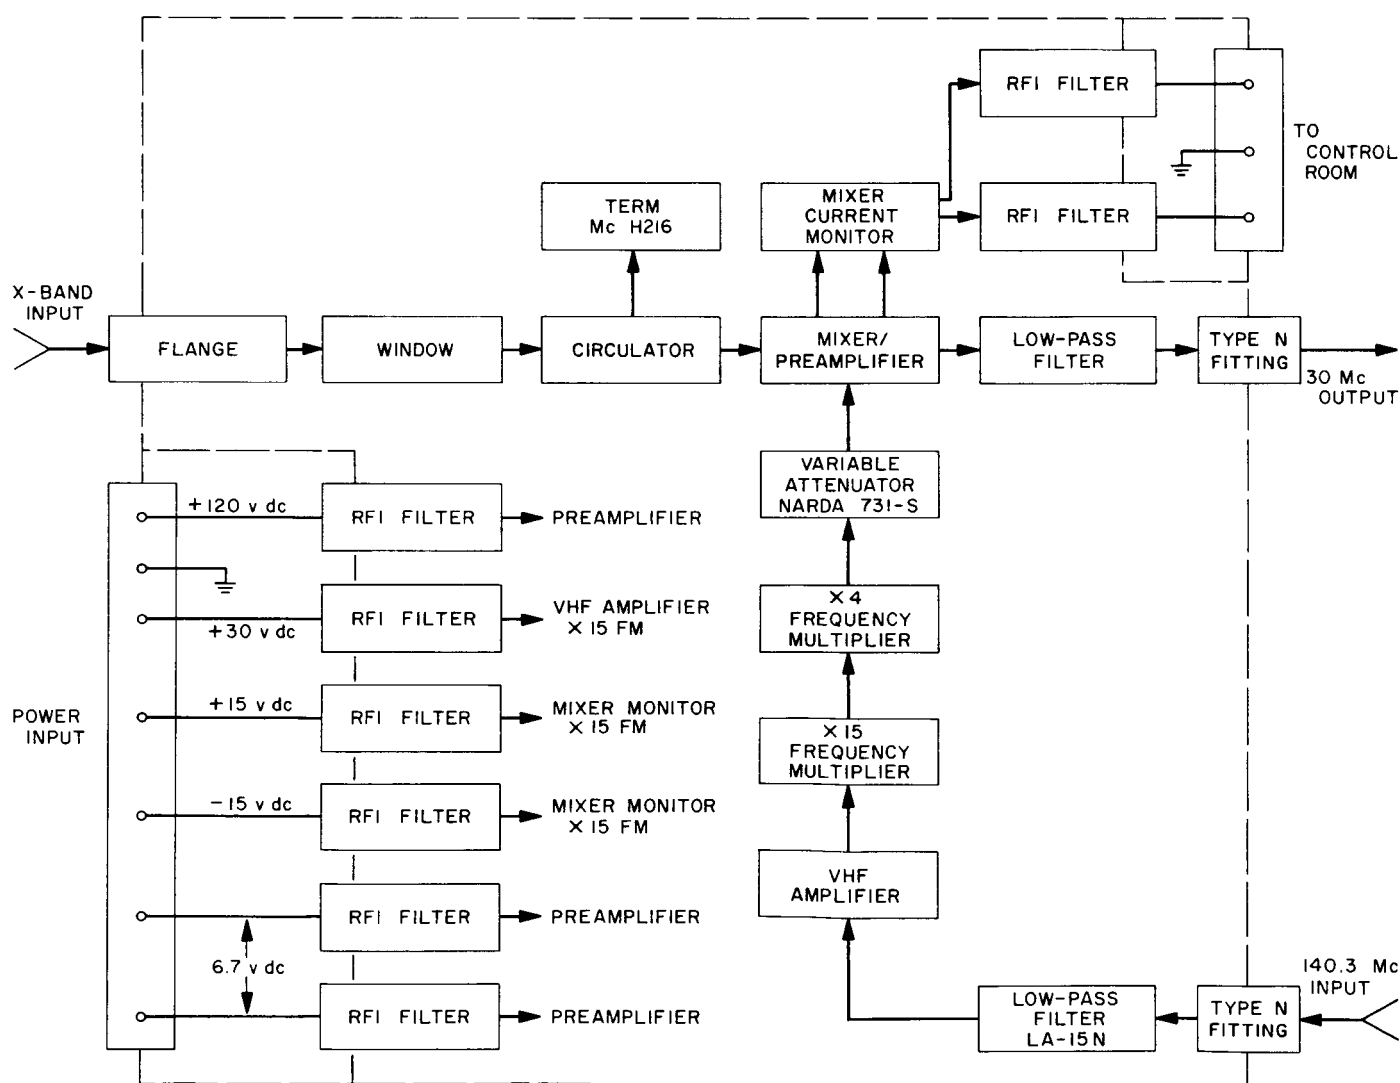 RFI FILTER
TO
CONTROL
ROOM
TERM
Mc H216
MIXER
CURRENT
MONITOR
RFI FILTER
X-BAND
INPUT
FLANGE
WINDOW
CIRCULATOR
MIXER/
PREAMPLIFIER
LOW-PASS
FILTER
TYPE N
FITTING
30 Mc
OUTPUT
VARIABLE
ATTENUATOR
NARDA 731-S
×4
FREQUENCY
MULTIPLIER
×15
FREQUENCY
MULTIPLIER
VHF
AMPLIFIER
LOW-PASS
FILTER
LA-15N
TYPE N
FITTING
140.3 Mc
INPUT
POWER
INPUT
+120 v dc
RFI FILTER
PREAMPLIFIER
+30 v dc
RFI FILTER
VHF AMPLIFIER
×15 FM
+15 v dc
RFI FILTER
MIXER MONITOR
×15 FM
-15 v dc
RFI FILTER
MIXER MONITOR
×15 FM
RFI FILTER
PREAMPLIFIER
6.7 v dc
RFI FILTER
PREAMPLIFIER